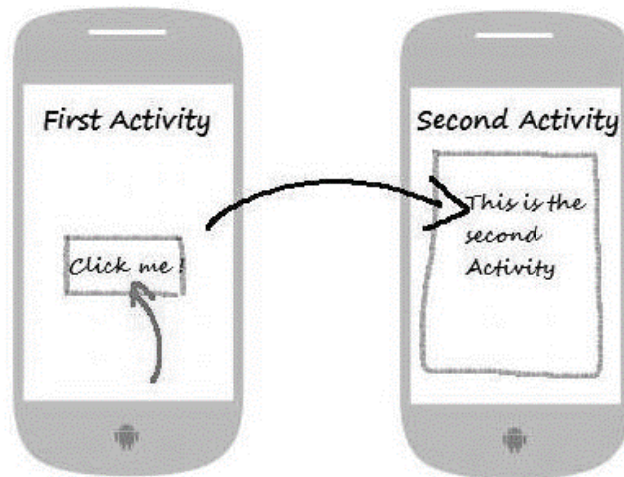 First Activity
Click me !
Second Activity
This is the
second
Activity